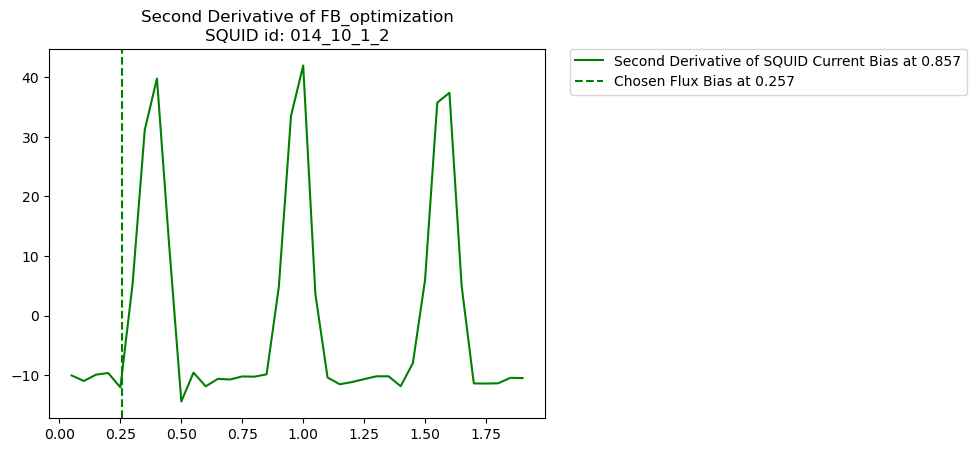 Second Derivative of FB_optimization
SQUID id: 014_10_1_2
Second Derivative of SQUID Current Bias at 0.857
Chosen Flux Bias at 0.257
40
30
20
10
0
−10
0.00 0.25 0.50 0.75 1.00 1.25 1.50 1.75